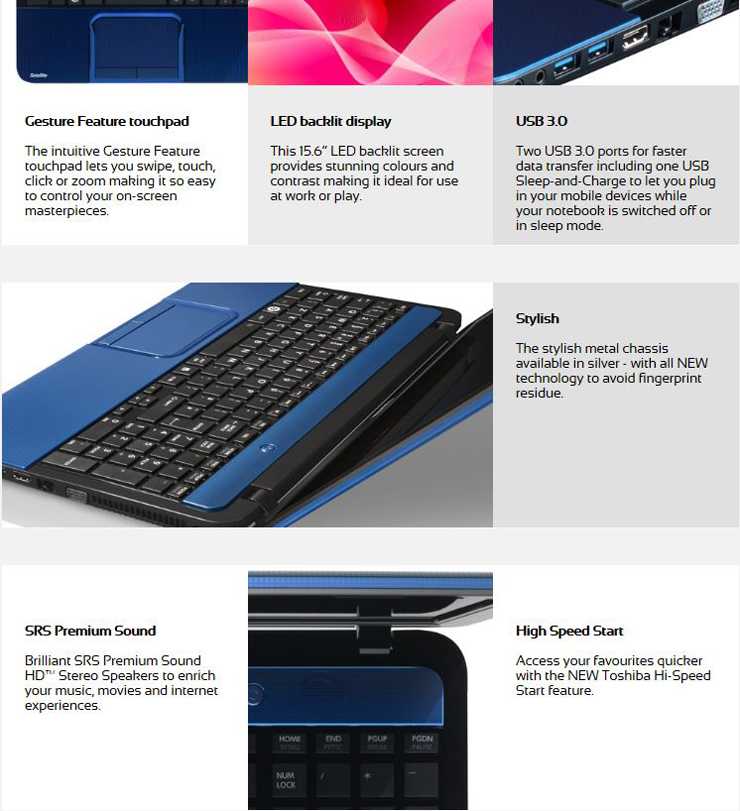 Satellite
Gesture Feature touchpad
The intuitive Gesture Feature
touchpad lets you swipe, touch,
click or zoom making it so easy
to control your on-screen
masterpieces.
LED backlit display
This 15.6” LED backlit screen
provides stunning colours and
contrast making it ideal for use
at work or play.
USB 3.0
Two USB 3.0 ports for faster
data transfer including one USB
Sleep-and-Charge to let you plug
in your mobile devices while
your notebook is switched off or
in sleep mode.
Stylish
The stylish metal chassis
available in silver - with all NEW
technology to avoid fingerprint
residue.
SRS Premium Sound
Brilliant SRS Premium Sound
HD™ Stereo Speakers to enrich
your music, movies and internet
experiences.
HOME END PGUP PGDN
PAUSE
NUM
LOCK
/ * -
High Speed Start
Access your favourites quicker
with the NEW Toshiba Hi-Speed
Start feature.